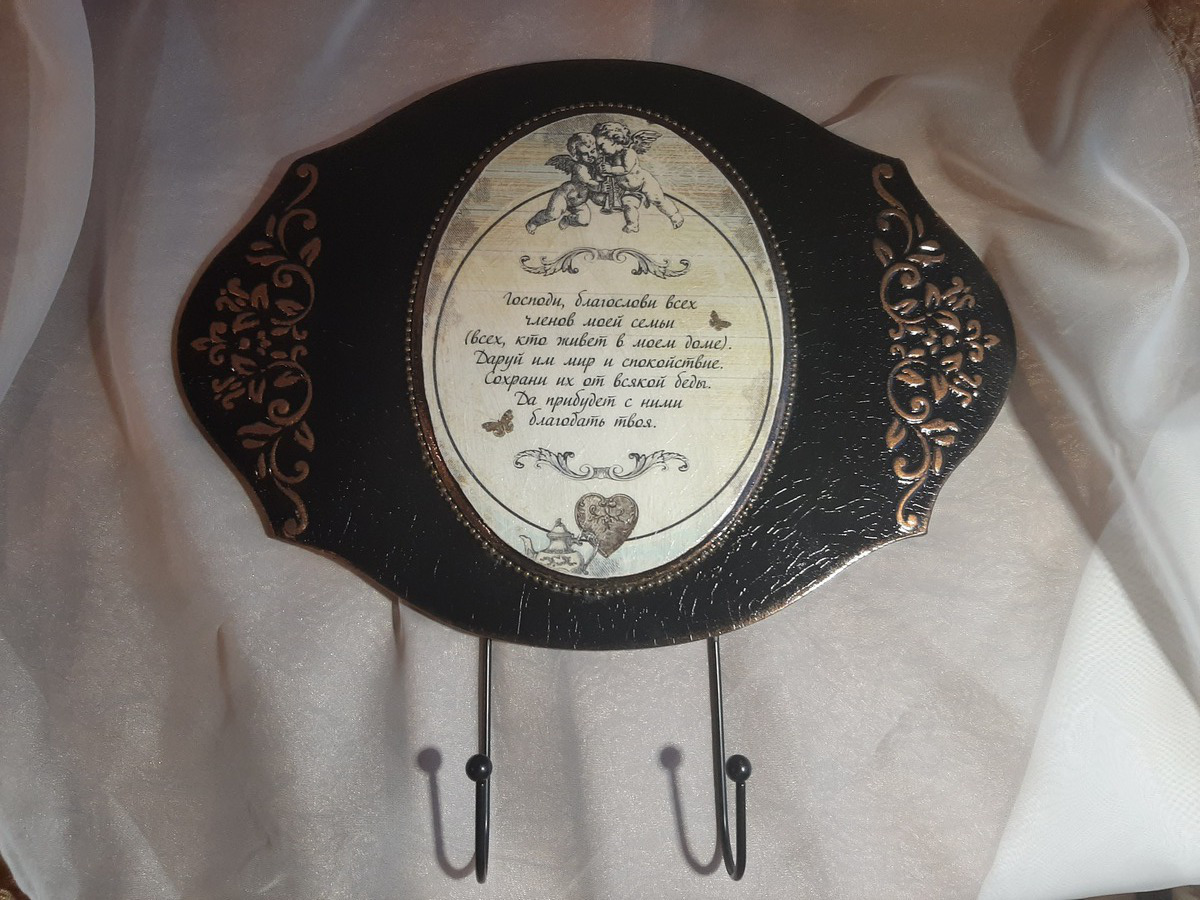 Господи, благослови всех
членов моей семьи
(всех, кто живет в моем доме).
Даруй им мир и спокойствие.
Сохрани их от всякой беды.
Да прибудет с ними
благодать твоя.